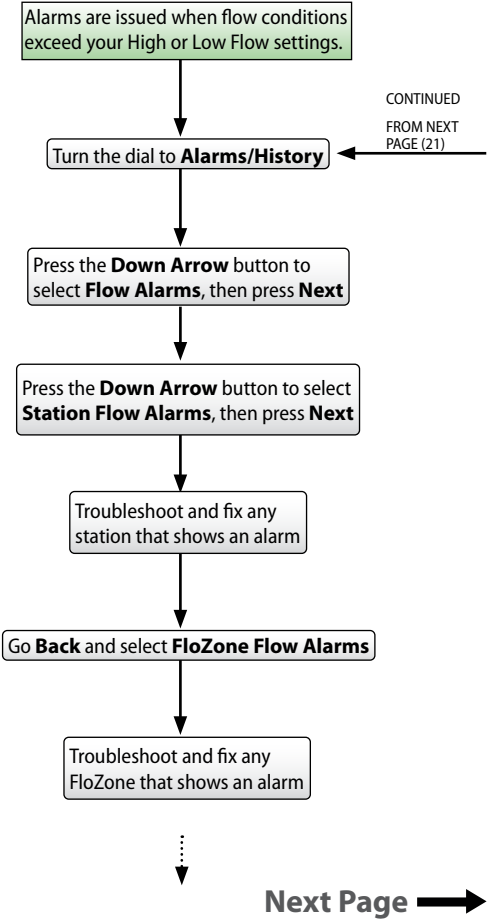 Alarms are issued when flow conditions
exceed your High or Low Flow settings.
CONTINUED
FROM NEXT
PAGE (21)
Turn the dial to Alarms/History
Press the Down Arrow button to
select Flow Alarms, then press Next
Press the Down Arrow button to select
Station Flow Alarms, then press Next
Troubleshoot and fix any
station that shows an alarm
Go Back and select FloZone Flow Alarms
Troubleshoot and fix any
FloZone that shows an alarm
Next Page